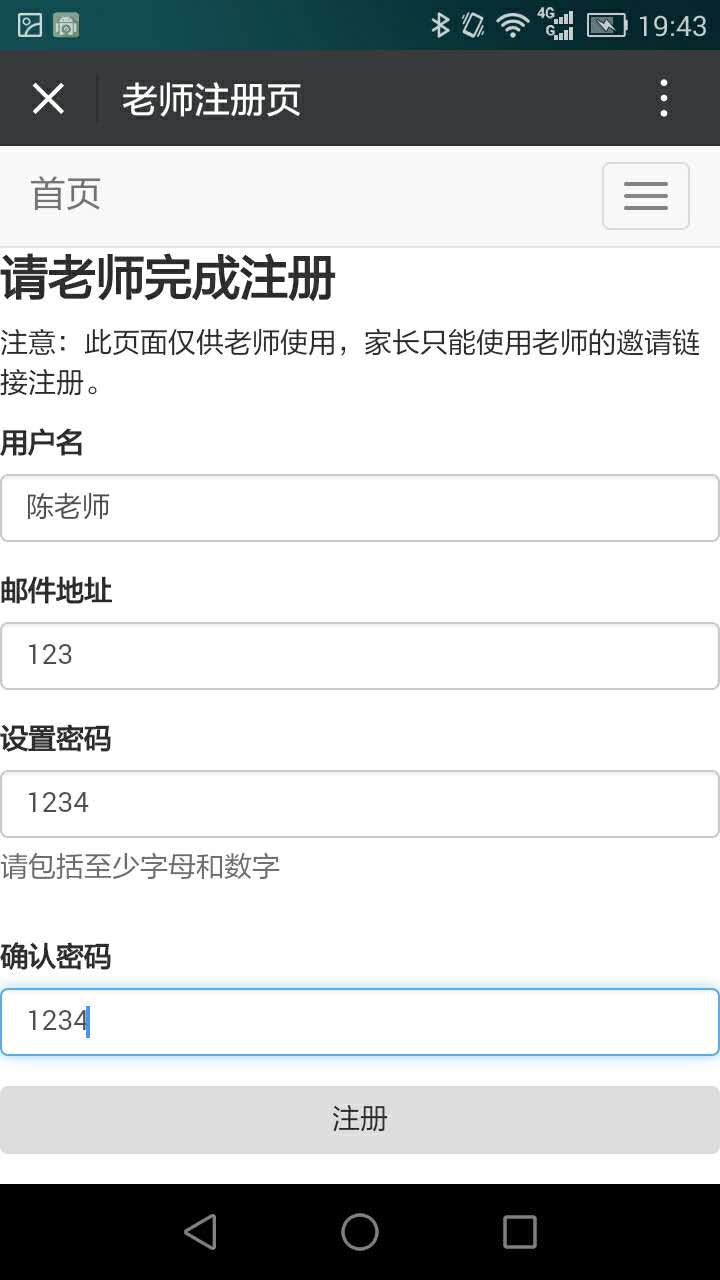 4G
G
19:43
老师注册页
首页
请老师完成注册
注意：此页面仅供老师使用，家长只能使用老师的邀请链
接注册。
用户名
陈老师
邮件地址
123
设置密码
1234
请包括至少字母和数字
确认密码
1234
注册